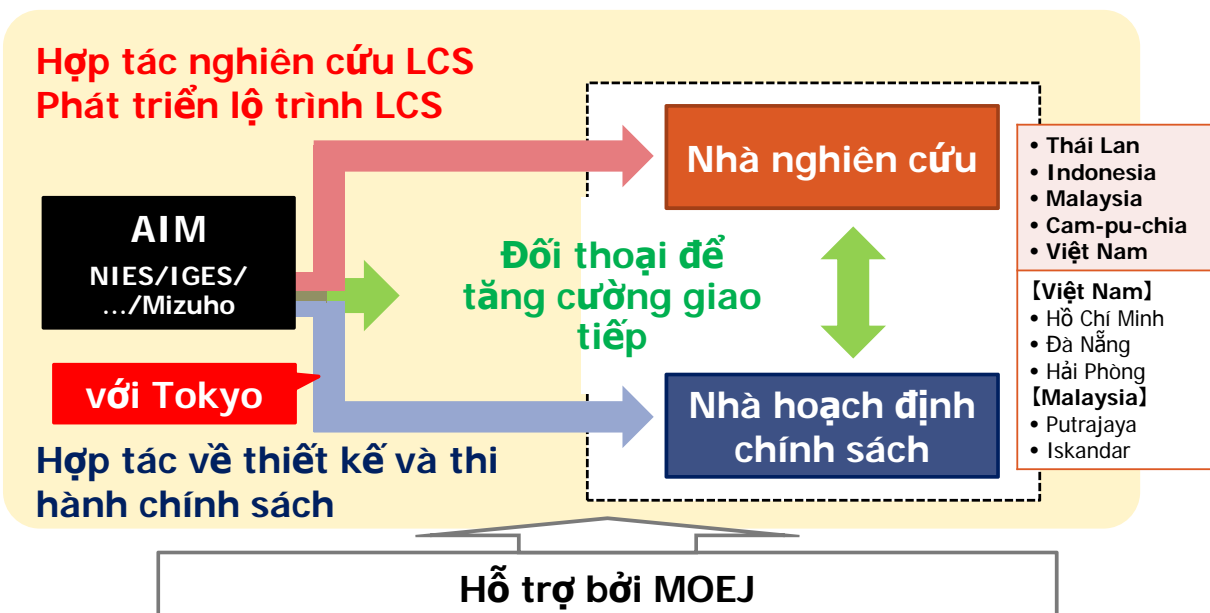 Hợp tác nghiên cứu LCS
Phát triển lộ trình LCS
AIM
NIES/IGES/
…/Mizuho
với Tokyo
Hợp tác về thiết kế và thi
hành chính sách
Đối thoại để
tăng cường giao
tiếp
Nhà nghiên cứu
Nhà hoạch định
chính sách
• Thái Lan
• Indonesia
• Malaysia
• Cam-pu-chia
• Việt Nam
【Việt Nam】
• Hồ Chí Minh
• Đà Nẵng
• Hải Phòng
【Malaysia】
• Putrajaya
• Iskandar
Hỗ trợ bởi MOEJ